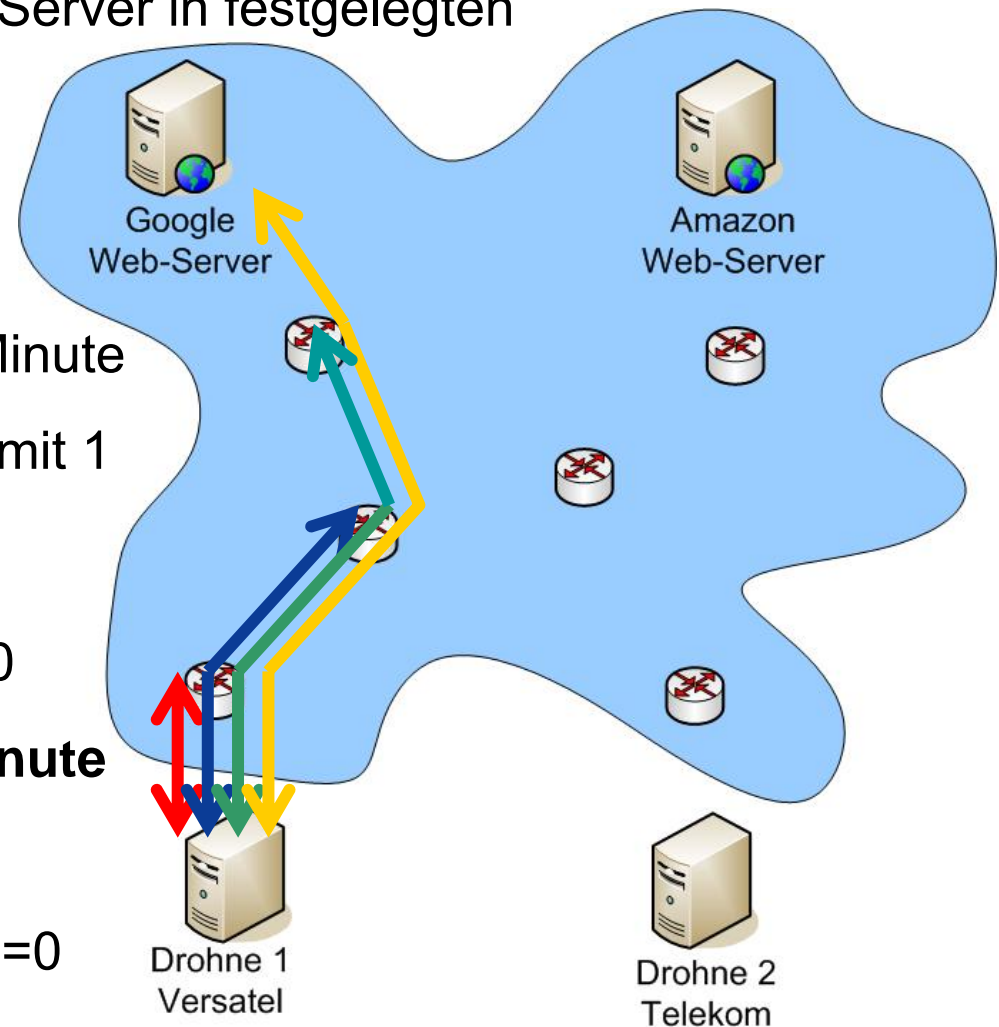 Server in festgelegten
Google
Web-Server
Amazon
Web-Server
Minute
mit 1
0
nute
=0
Drohne 1
Versatel
Drohne 2
Telekom